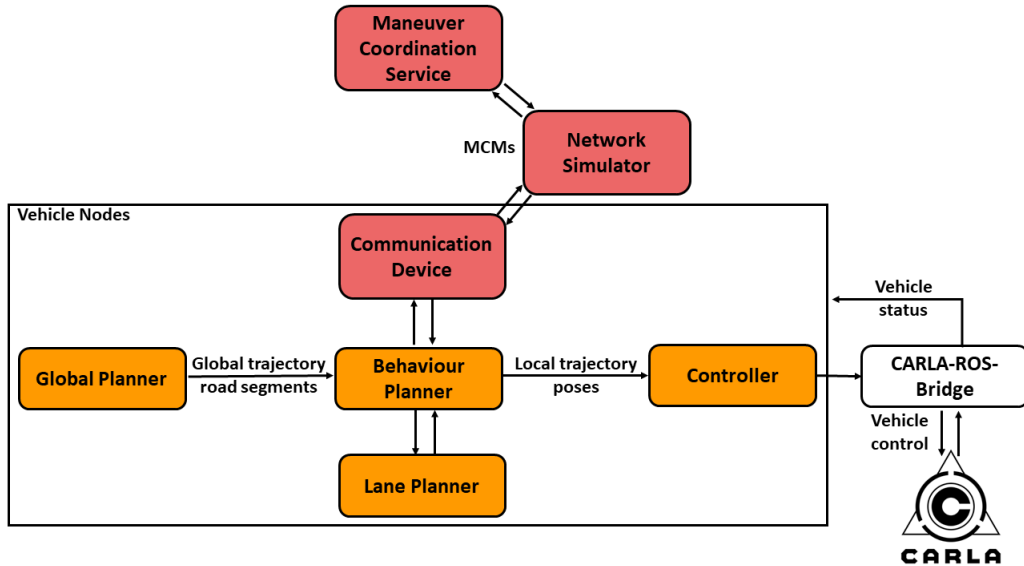 Maneuver
Coordination
Service
MCMs
Network
Simulator
Vehicle Nodes
Communication
Device
Vehicle
status
Global Planner
Global trajectory
road segments
Behaviour
Planner
Local trajectory
poses
Controller
CARLA-ROS-
Bridge
Vehicle
control
Lane Planner
C
CARLA